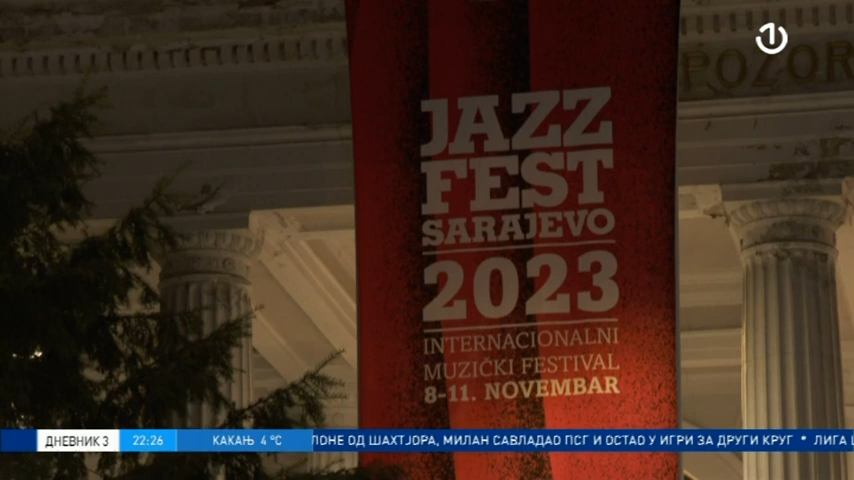 POZOR
JAZZ
FEST
SARAJEVO
2023
INTERNACIONALNI
MUZIČKI FESTIVAL
8-11. NOVEMBAR
ДНЕВНИК 3
22:26
КАКАЊ 4 °C
ЛОНЕ ОД ШАХТЈОРА, МИЛАН САВЛАДАО ПСГ И ОСТАО У ИГРИ ЗА ДРУГИ КРУГ * ЛИГА